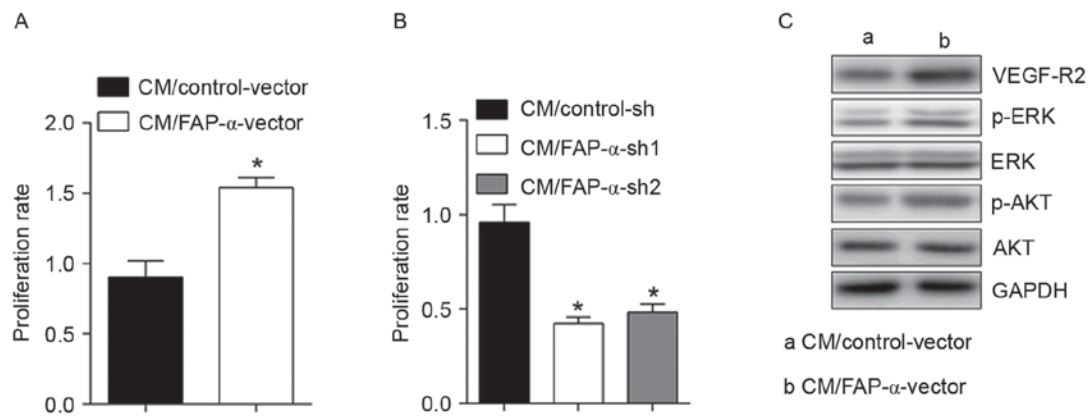 A
CM/control-vector
CM/FAP-α-vector
2.0
1.5
1.0
0.5
0.0
Proliferation rate
*
B
CM/control-sh
CM/FAP-α-sh1
CM/FAP-α-sh2
1.5
1.0
0.5
0.0
Proliferation rate
*
*
C
a b
VEGF-R2
p-ERK
ERK
p-AKT
AKT
GAPDH
a CM/control-vector
b CM/FAP-α-vector